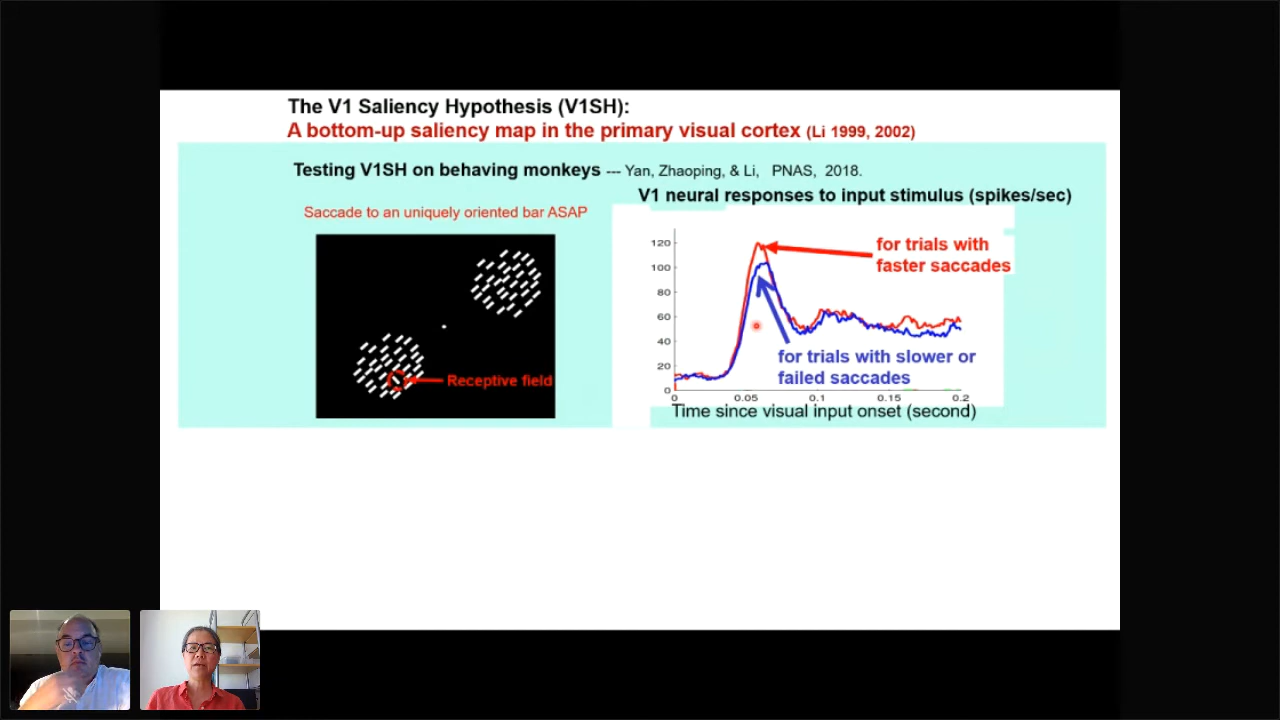 The V1 Saliency Hypothesis (V1SH):
A bottom-up saliency map in the primary visual cortex (Li 1999, 2002)
Testing V1SH on behaving monkeys --- Yan, Zhaoping, & Li, PNAS, 2018.
V1 neural responses to input stimulus (spikes/sec)
Saccade to an uniquely oriented bar ASAP
Receptive field
120
100
80
60
40
20
0
for trials with
faster saccades
for trials with slower or
failed saccades
0 0.05 0.1 0.15 0.2
Time since visual input onset (second)